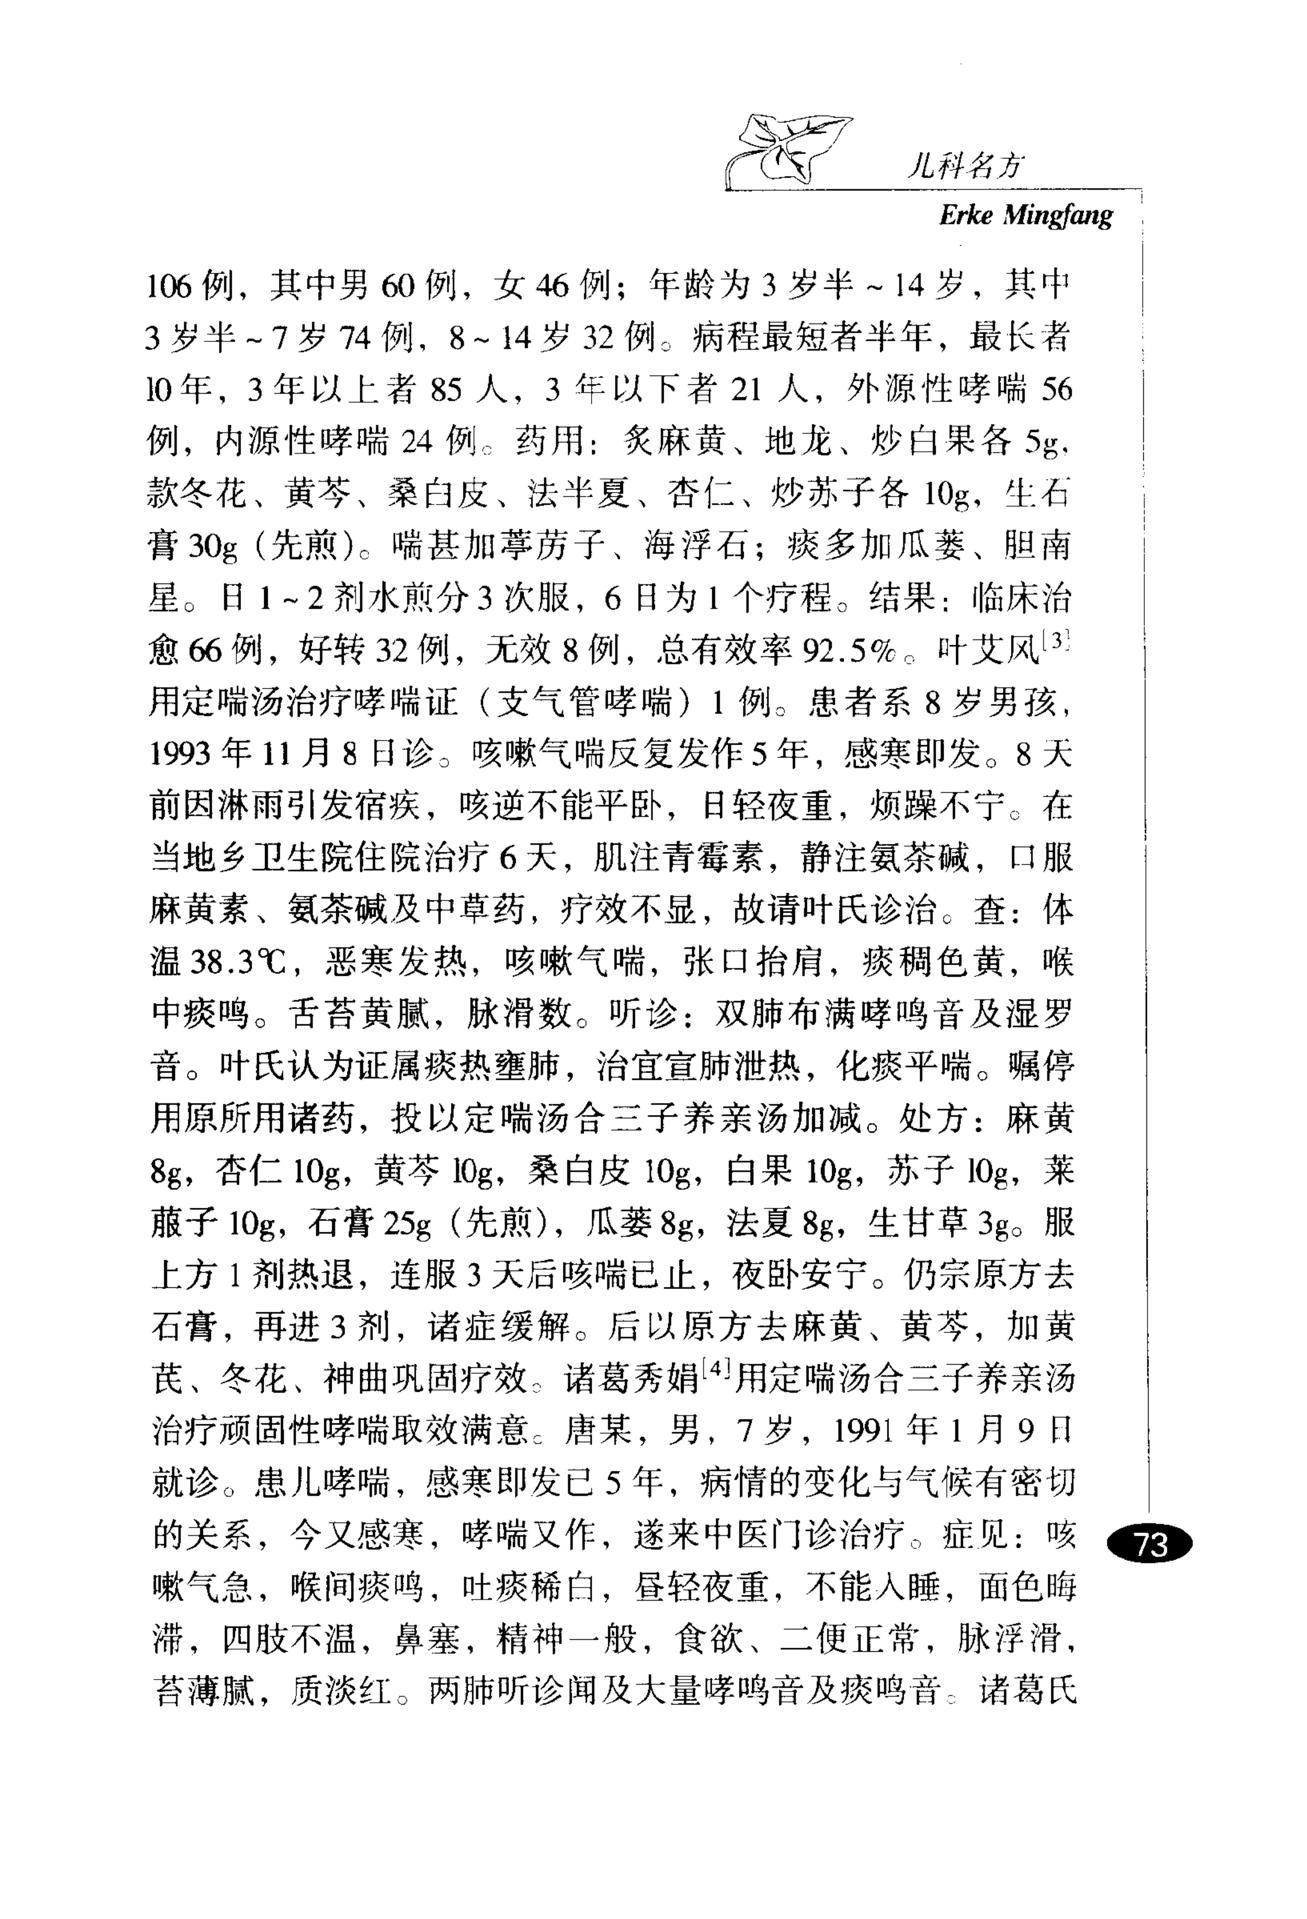 儿科名方
Erke Mingfang
106例，其中男60例，女46例；年龄为3岁半~14岁，其中
3岁半~7岁74例，8~14岁32例。病程最短者半年，最长者
10年，3年以上者85人，3年以下者21人，外源性哮喘56
例，内源性哮喘24例。药用：炙麻黄、地龙、炒白果各5g，
款冬花、黄芩、桑白皮、法半夏、杏仁、炒苏子各10g，生石
膏30g（先煎）。喘甚加葶苈子、海浮石；痰多加瓜蒌、胆南
星。日1~2剂水煎分3次服，6日为1个疗程。结果：临床治
愈66例，好转32例，无效8例，总有效率92.5%。叶艾风[3]
用定喘汤治疗哮喘证（支气管哮喘）1例。患者系8岁男孩，
1993年11月8日诊。咳嗽气喘反复发作5年，感寒即发。8天
前因淋雨引发宿疾，咳逆不能平卧，日轻夜重，烦躁不宁。在
当地乡卫生院住院治疗6天，肌注青霉素，静注氨茶碱，口服
麻黄素、氨茶碱及中草药，疗效不显，故请叶氏诊治。查：体
温38.3℃，恶寒发热，咳嗽气喘，张口抬肩，痰稠色黄，喉
中痰鸣。舌苔黄腻，脉滑数。听诊：双肺布满哮鸣音及湿罗
音。叶氏认为证属痰热壅肺，治宜宣肺泄热，化痰平喘。嘱停
用原所用诸药，投以定喘汤合三子养亲汤加减。处方：麻黄
8g，杏仁10g，黄芩10g，桑白皮10g，白果10g，苏子10g，莱
菔子10g，石膏25g（先煎），瓜蒌8g，法夏8g，生甘草3g。服
上方1剂热退，连服3天后咳喘已止，夜卧安宁。仍宗原方去
石膏，再进3剂，诸症缓解。后以原方去麻黄、黄芩，加黄
芪、冬花、神曲巩固疗效。诸葛秀娟[4]用定喘汤合三子养亲汤
治疗顽固性哮喘取效满意。唐某，男，7岁，1991年1月9日
就诊。患儿哮喘，感寒即发已5年，病情的变化与气候有密切
的关系，今又感寒，哮喘又作，遂来中医门诊治疗。症见：咳
嗽气急，喉间痰鸣，吐痰稀白，昼轻夜重，不能入睡，面色晦
滞，四肢不温，鼻塞，精神一般，食欲、二便正常，脉浮滑，
苔薄腻，质淡红。两肺听诊闻及大量哮鸣音及痰鸣音。诸葛氏
73